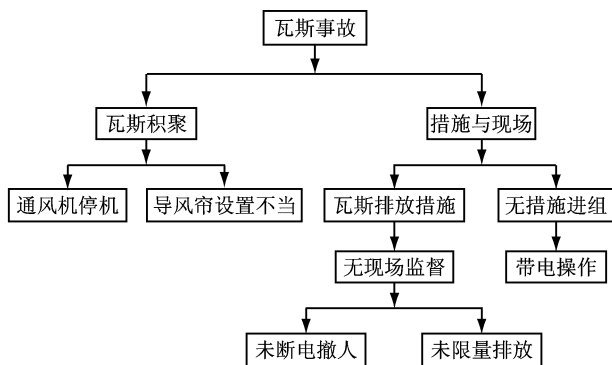 瓦斯事故
瓦斯积聚
措施与现场
通风机停机
导风帘设置不当
瓦斯排放措施
无措施进组
无现场监督
带电操作
未断电撤人
未限量排放